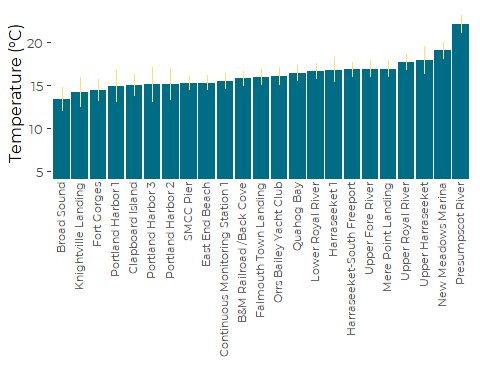 Temperature (ºC)
20
15
10
5
Broad Sound
Knightville Landing
Fort Gorges
Portland Harbor 1
Clapboard Island
Portland Harbor 3
Portland Harbor 2
SMCC Pier
East End Beach
Continuous Monitoring Station 1
B&M Railroad / Back Cove
Falmouth Town Landing
Orrs Bailey Yacht Club
Quahog Bay
Lower Royal River
Harraseeket 1
Harraseeket-South Freeport
Upper Fore River
Mere Point Landing
Upper Royal River
Upper Harraseeket
New Meadows Marina
Presumpscot River